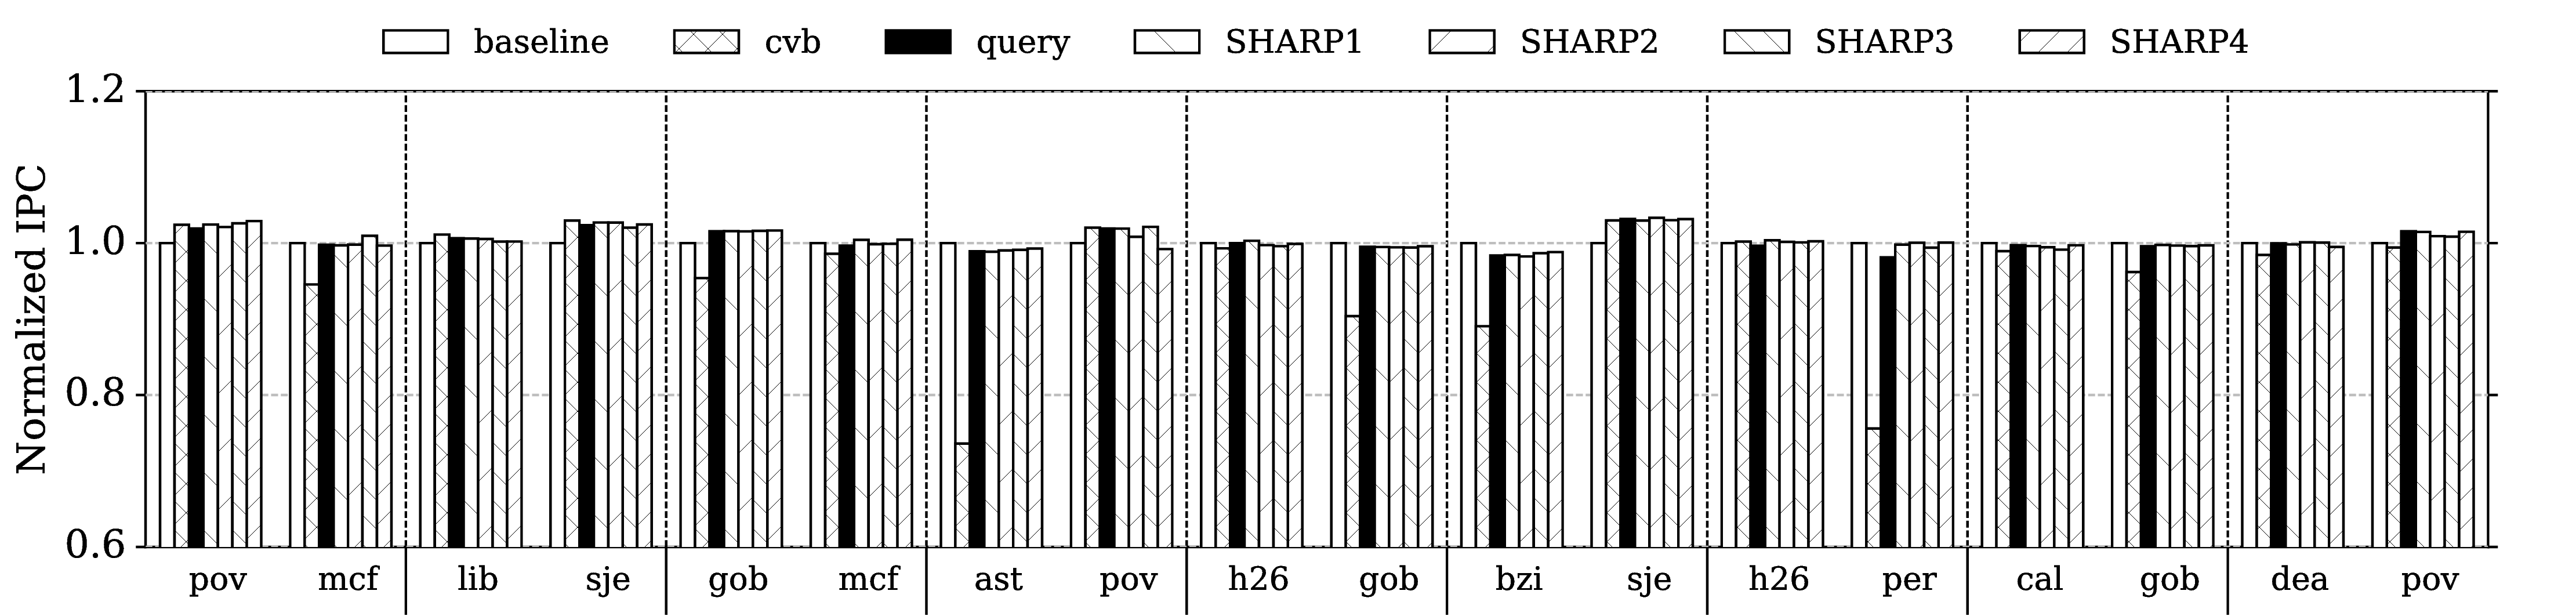 baseline cvb query SHARP1 SHARP2 SHARP3 SHARP4
Normalized IPC
1.2
1.0
0.8
0.6
pov mcf lib sje gob mcf ast pov h26 gob bzi sje h26 per cal gob dea pov